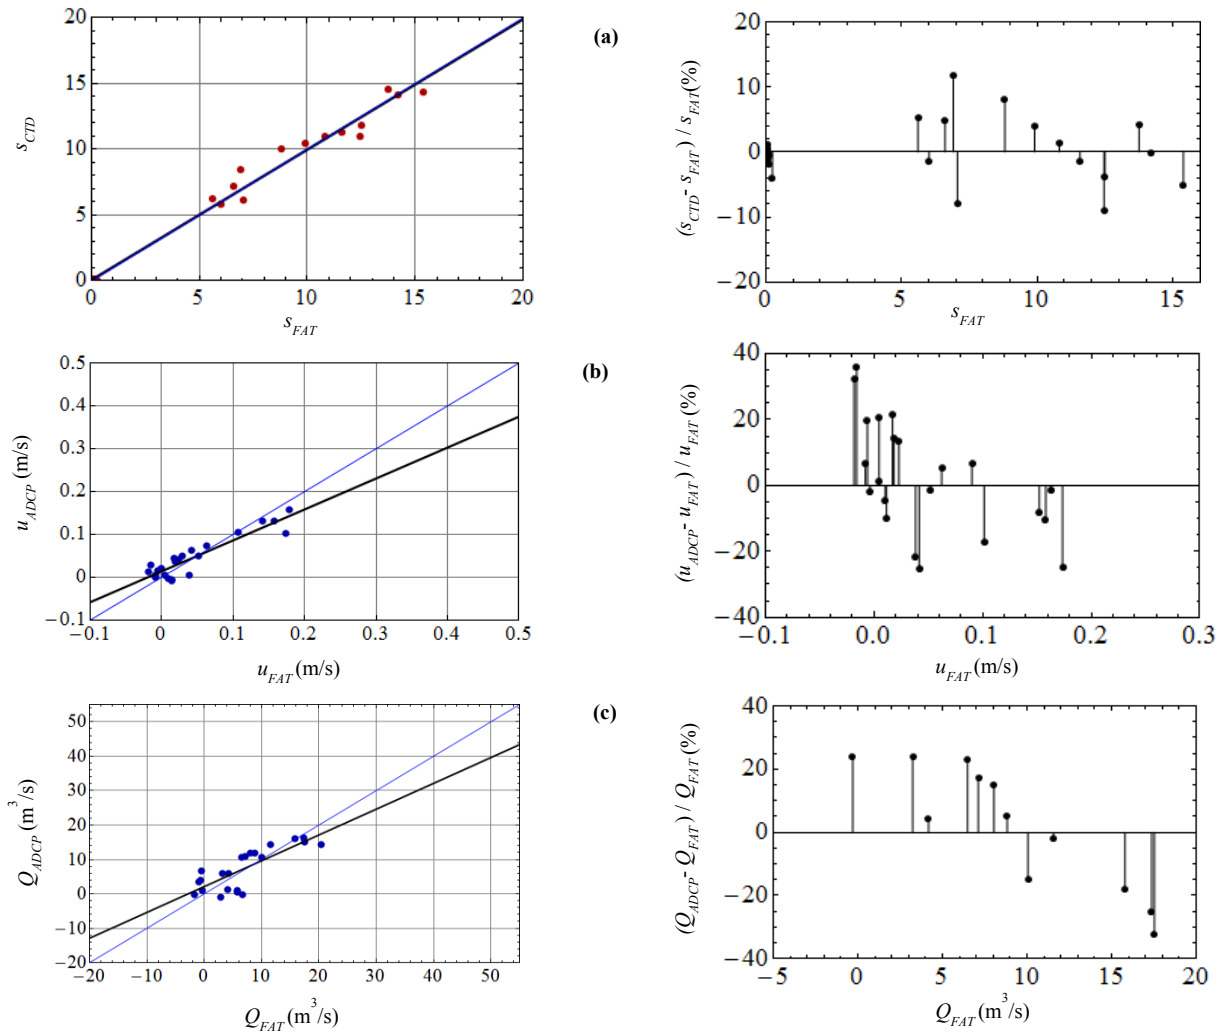 20
15
10
5
0
0 5 10 15 20
s_CTD
s_FAT
(a)
20
10
0
−10
−20
0 5 10 15
(s_CTD- s_FAT) / s_FAT(%)
s_FAT
0.5
0.4
0.3
0.2
0.1
0
−0.1
−0.1 0 0.1 0.2 0.3 0.4 0.5
u_ADCP (m/s)
u_FAT (m/s)
(b)
40
20
0
−20
−40
−0.1 0.0 0.1 0.2 0.3
(u_ADCP- u_FAT) / u_FAT (%)
u_FAT (m/s)
50
40
30
20
10
0
−10
−20
−20 −10 0 10 20 30 40 50
Q_ADCP (m³/s)
Q_FAT (m³/s)
(c)
40
20
0
−20
−40
−5 0 5 10 15 20
(Q_ADCP- Q_FAT) / Q_FAT (%)
Q_FAT (m³/s)